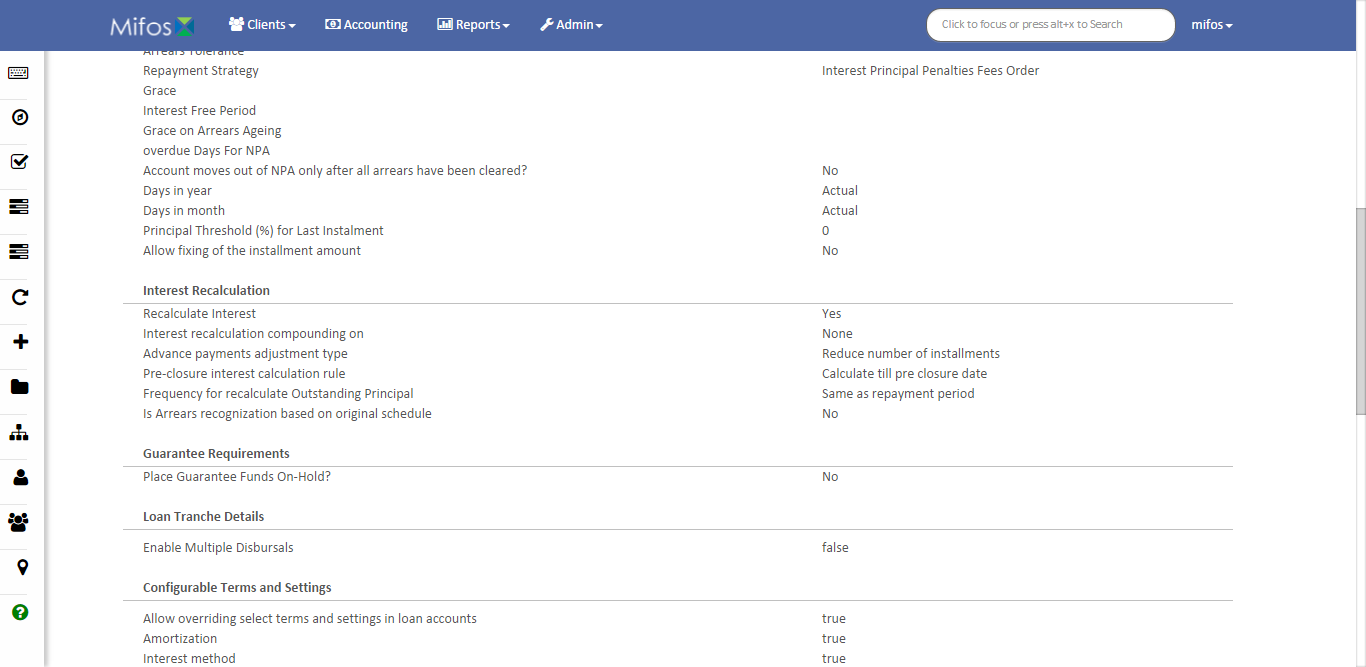 Mifos Clients Accounting Reports Admin Click to focus or press alt+x to Search mifos
Arrears Tolerance
Repayment Strategy Interest Principal Penalties Fees Order
Grace
Interest Free Period
Grace on Arrears Ageing
overdue Days For NPA
Account moves out of NPA only after all arrears have been cleared? No
Days in year Actual
Days in month Actual
Principal Threshold (%) for Last Instalment 0
Allow fixing of the installment amount No
Interest Recalculation
Recalculate Interest Yes
Interest recalculation compounding on None
Advance payments adjustment type Reduce number of installments
Pre-closure interest calculation rule Calculate till pre closure date
Frequency for recalculate Outstanding Principal Same as repayment period
Is Arrears recognization based on original schedule No
Guarantee Requirements
Place Guarantee Funds On-Hold? No
Loan Tranche Details
Enable Multiple Disbursals false
Configurable Terms and Settings
Allow overriding select terms and settings in loan accounts true
Amortization true
Interest method true